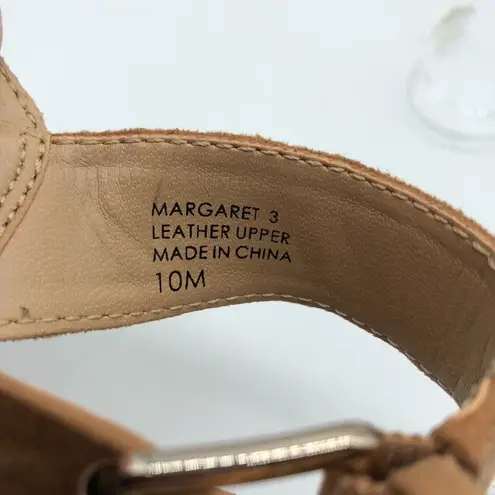 MARGARET 3
LEATHER UPPER
MADE IN CHINA
10M